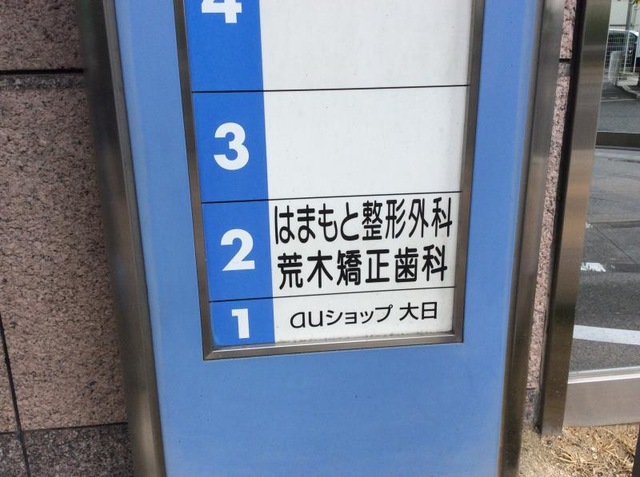 4
3
2 はまもと整形外科
荒木矯正歯科
1 auショップ 大日